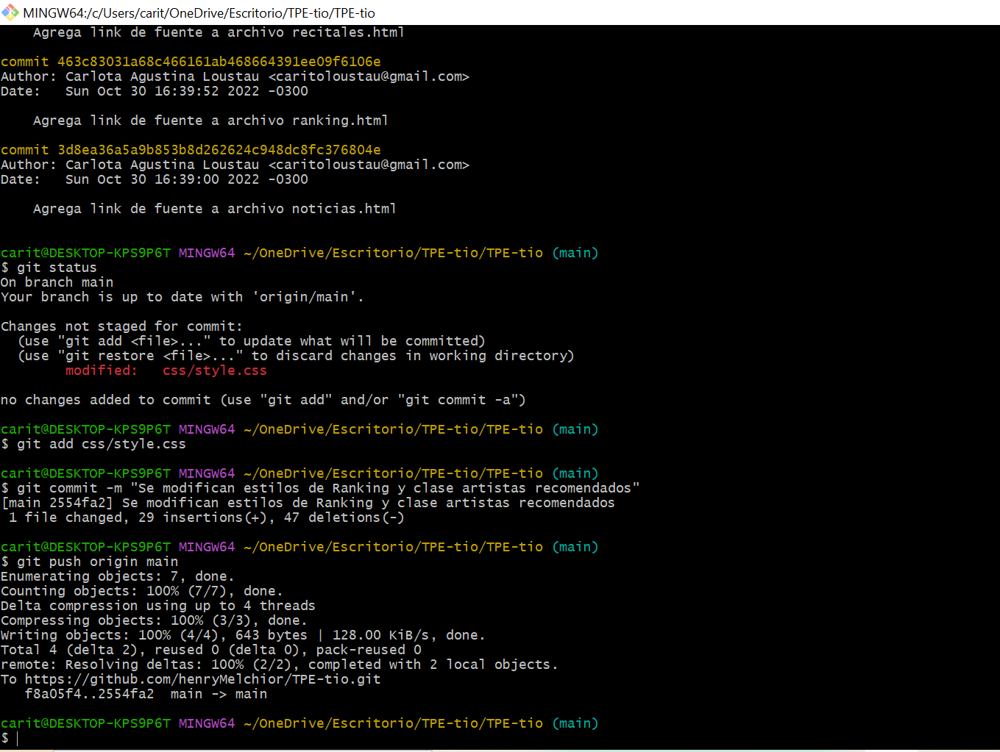 MINGW64:/c/Users/carit/OneDrive/Escritorio/TPE-tio/TPE-tio
    Agrega link de fuente a archivo recitales.html
commit 463c83031a68c466161ab468664391ee09f6106e
Author: Carlota Agustina Loustau <caritoloustau@gmail.com>
Date:   Sun Oct 30 16:39:52 2022 -0300
    Agrega link de fuente a archivo ranking.html
commit 3d8ea36a5a9b853b8d262624c948dc8fc376804e
Author: Carlota Agustina Loustau <caritoloustau@gmail.com>
Date:   Sun Oct 30 16:39:00 2022 -0300
    Agrega link de fuente a archivo noticias.html
carit@DESKTOP-KPS9P6T MINGW64 ~/OneDrive/Escritorio/TPE-tio/TPE-tio (main)
$ git status
On branch main
Your branch is up to date with 'origin/main'.
Changes not staged for commit:
  (use "git add <file>..." to update what will be committed)
  (use "git restore <file>..." to discard changes in working directory)
        modified:   css/style.css
no changes added to commit (use "git add" and/or "git commit -a")
carit@DESKTOP-KPS9P6T MINGW64 ~/OneDrive/Escritorio/TPE-tio/TPE-tio (main)
$ git add css/style.css
carit@DESKTOP-KPS9P6T MINGW64 ~/OneDrive/Escritorio/TPE-tio/TPE-tio (main)
$ git commit -m "Se modifican estilos de Ranking y clase artistas recomendados"
[main 2554fa2] Se modifican estilos de Ranking y clase artistas recomendados
 1 file changed, 29 insertions(+), 47 deletions(-)
carit@DESKTOP-KPS9P6T MINGW64 ~/OneDrive/Escritorio/TPE-tio/TPE-tio (main)
$ git push origin main
Enumerating objects: 7, done.
Counting objects: 100% (7/7), done.
Delta compression using up to 4 threads
Compressing objects: 100% (3/3), done.
Writing objects: 100% (4/4), 643 bytes | 128.00 KiB/s, done.
Total 4 (delta 2), reused 0 (delta 0), pack-reused 0
remote: Resolving deltas: 100% (2/2), completed with 2 local objects.
To https://github.com/henryMelchior/TPE-tio.git
   f8a05f4..2554fa2  main -> main
carit@DESKTOP-KPS9P6T MINGW64 ~/OneDrive/Escritorio/TPE-tio/TPE-tio (main)
$